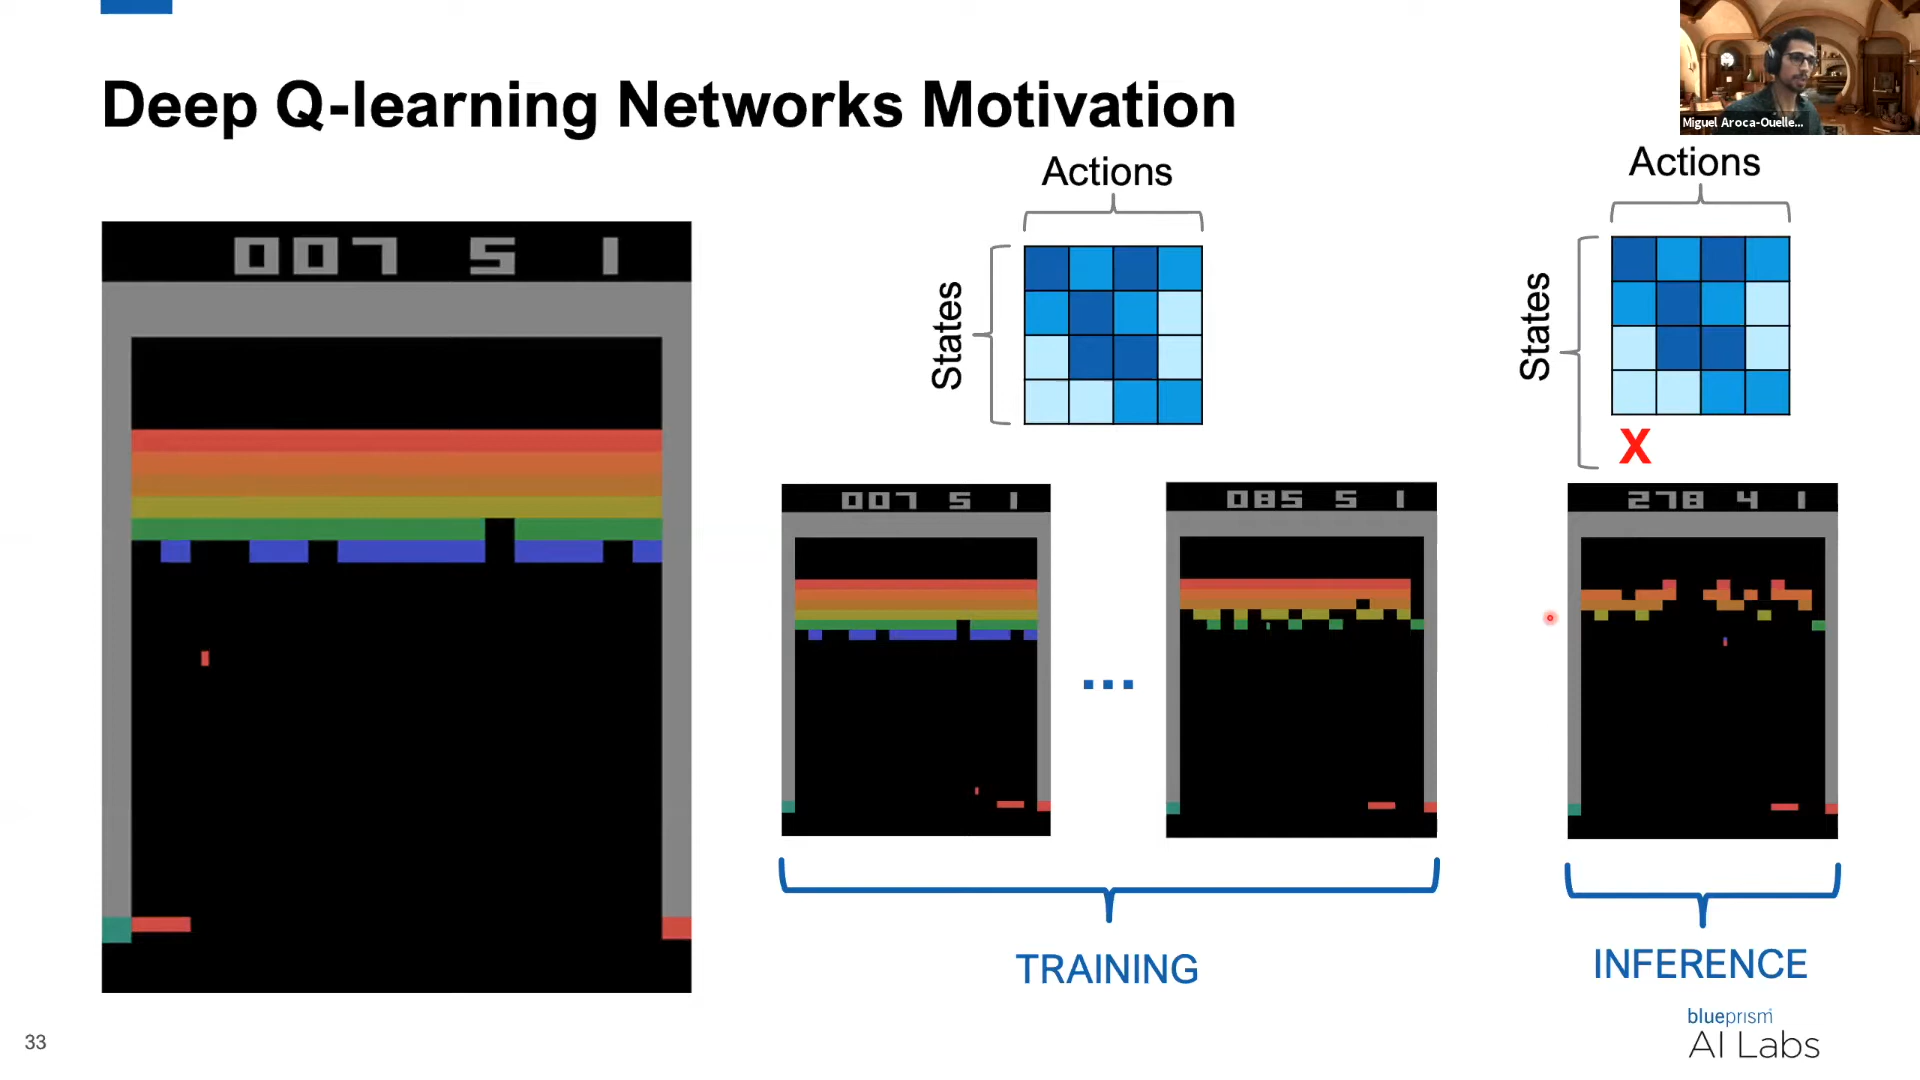 Deep Q-learning Networks Motivation
Miguel Aroca-Ouelle...
Actions
Actions
States
States
X
007 5 1
007 5 1
085 5 1
278 4 1
...
TRAINING
INFERENCE
33
blueprism
AI Labs